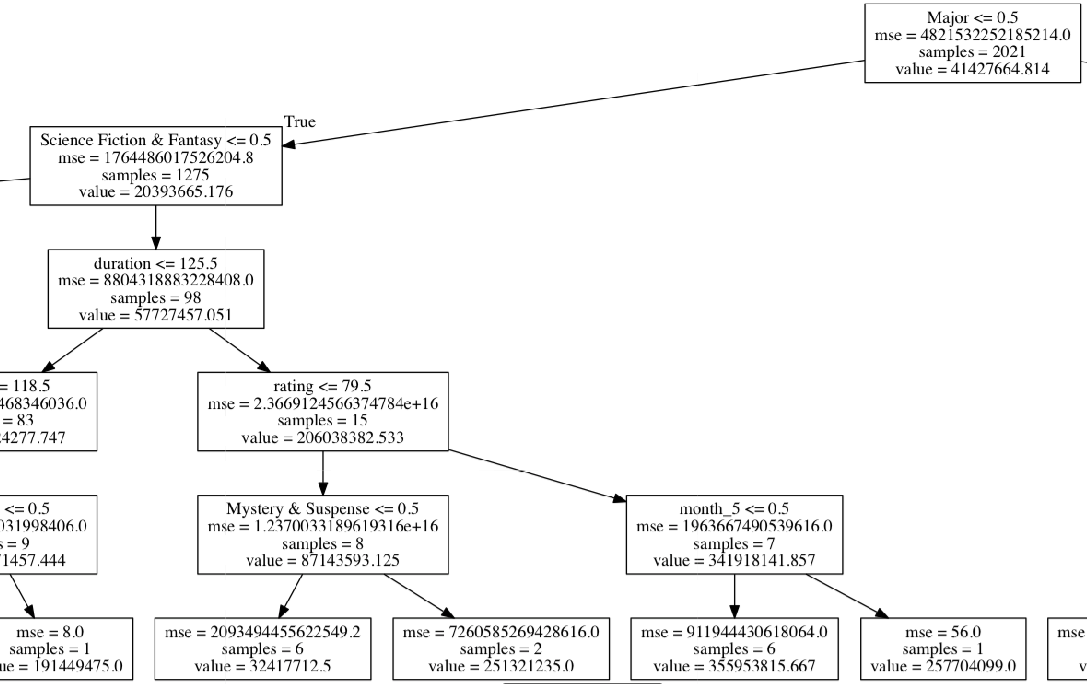 Major <= 0.5
mse = 4821532252185214.0
samples = 2021
value = 41427664.814
True
Science Fiction & Fantasy <= 0.5
mse = 1764486017526204.8
samples = 1275
value = 20393665.176
duration <= 125.5
mse = 8804318883228408.0
samples = 98
value = 57727457.051
= 118.5
468346036.0
= 83
24277.747
rating <= 79.5
mse = 2.3669124566374784e+16
samples = 15
value = 206038382.533
<= 0.5
031998406.0
s = 9
71457.444
Mystery & Suspense <= 0.5
mse = 1.2370033189619316e+16
samples = 8
value = 87143593.125
month_5 <= 0.5
mse = 1963667490539616.0
samples = 7
value = 341918141.857
mse = 8.0
samples = 1
ue = 191449475.0
mse = 2093494455622549.2
samples = 6
value = 32417712.5
mse = 7260585269428616.0
samples = 2
value = 251321235.0
mse = 911944430618064.0
samples = 6
value = 355953815.667
mse = 56.0
samples = 1
value = 257704099.0
mse
s
v